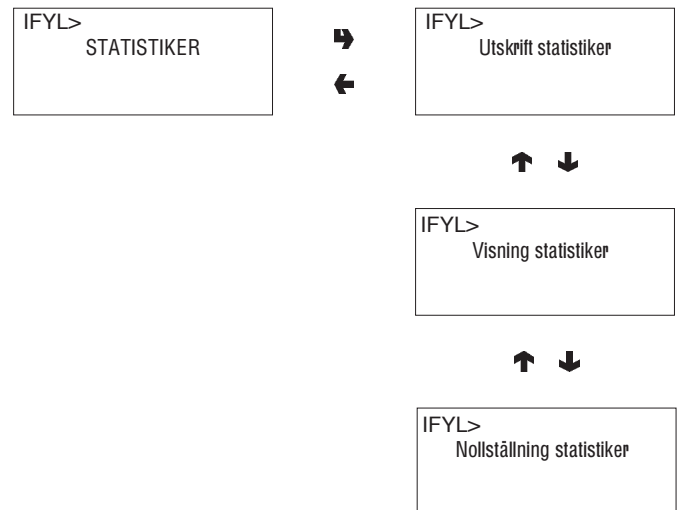 IFYL>
STATISTIKER
IFYL>
Utskrift statistiker
IFYL>
Visning statistiker
IFYL>
Nollställning statistiker